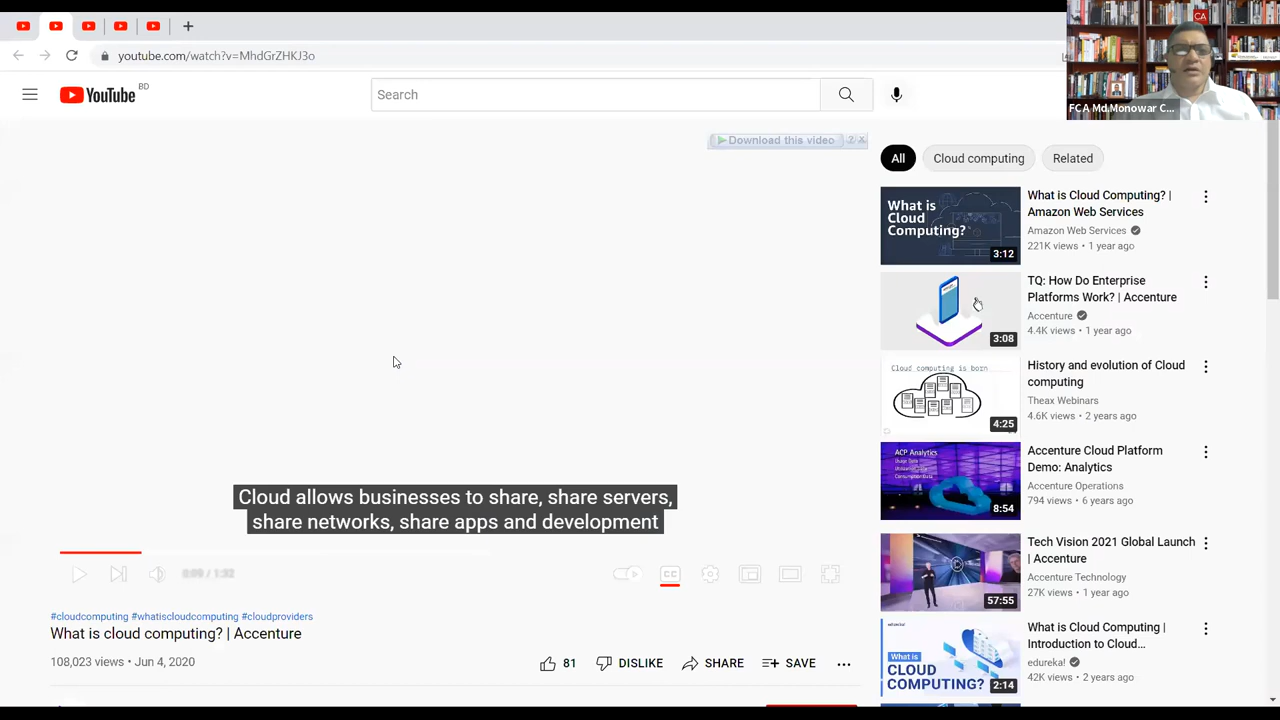 youtube.com/watch?v=MhdGrZHKJ3o
CA
FCA Md.Monowar C...
YouTube
BD
Search
Download this video
? X
All
Cloud computing
Related
What is
Cloud
Computing?
3:12
What is Cloud Computing? |
Amazon Web Services
Amazon Web Services
221K views • 1 year ago
3:08
TQ: How Do Enterprise
Platforms Work? | Accenture
Accenture
4.4K views • 1 year ago
Cloud computing is born
4:25
History and evolution of Cloud
computing
Theax Webinars
4.6K views • 2 years ago
ACP Analytics
8:54
Accenture Cloud Platform
Demo: Analytics
Accenture Operations
794 views • 6 years ago
57:55
Tech Vision 2021 Global Launch
| Accenture
Accenture Technology
27K views • 1 year ago
edureka!
What is
CLOUD
COMPUTING?
2:14
What is Cloud Computing |
Introduction to Cloud...
edureka!
42K views • 2 years ago
Cloud allows businesses to share, share servers,
share networks, share apps and development
0:09 / 1:32
CC
#cloudcomputing #whatiscloudcomputing #cloudproviders
What is cloud computing? | Accenture
108,023 views • Jun 4, 2020
81
DISLIKE
SHARE
SAVE